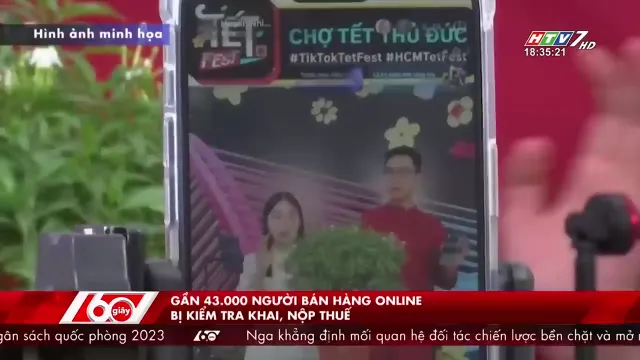 Hình ảnh minh họa
TẾT
FEST
CHỢ TẾT THỦ ĐỨC
#TikTokTetFest #HCMTetFest
HTV7 HD
18:35:21
60 giây
GẦN 43.000 NGƯỜI BÁN HÀNG ONLINE
BỊ KIỂM TRA KHAI, NỘP THUẾ
gân sách quốc phòng 2023
Nga khẳng định mối quan hệ đối tác chiến lược bền chặt và mở